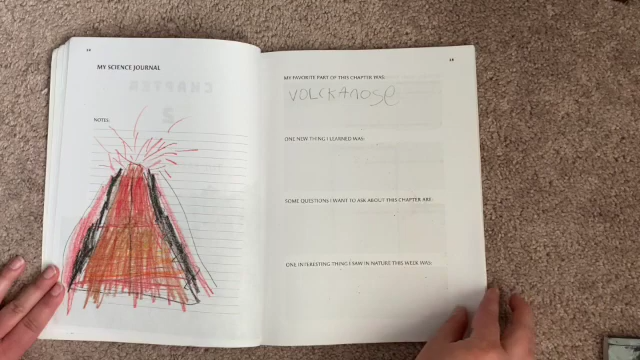 MY SCIENCE JOURNAL
NOTES:
MY FAVORITE PART OF THIS CHAPTER WAS:
VOLCKANOSE
ONE NEW THING I LEARNED WAS:
SOME QUESTIONS I WANT TO ASK ABOUT THIS CHAPTER ARE:
ONE INTERESTING THING I SAW IN NATURE THIS WEEK WAS: